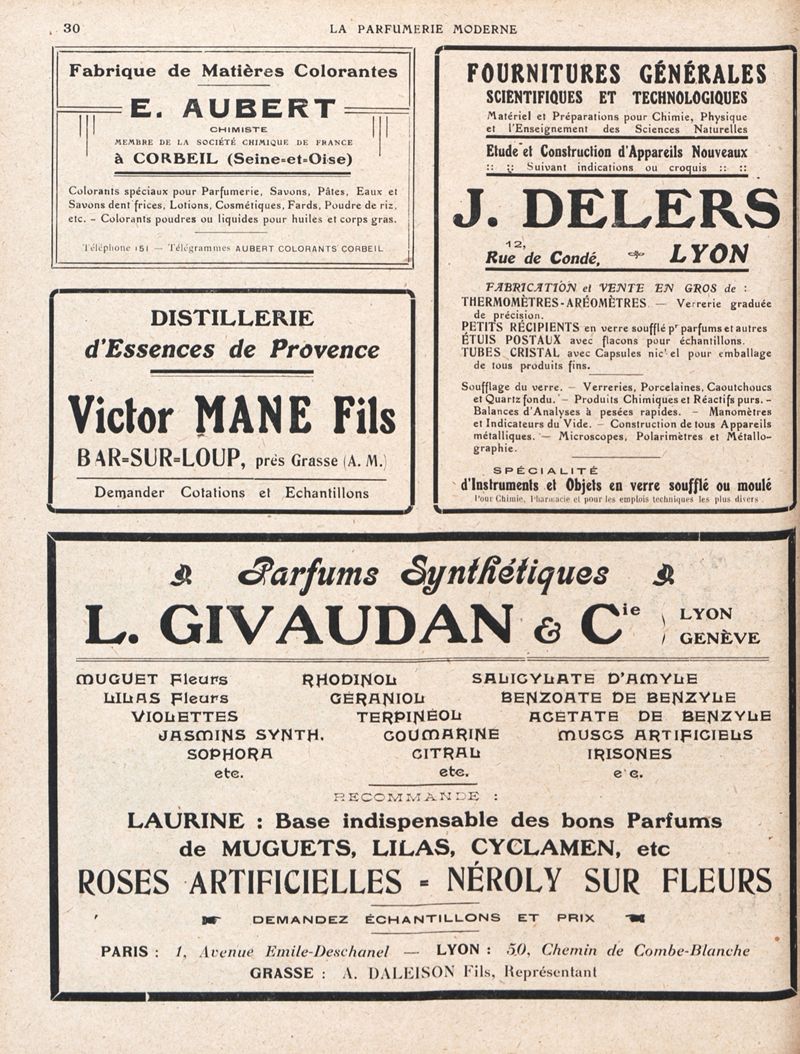 30
LA PARFUMERIE MODERNE
Fabrique de Matières Colorantes
E. AUBERT
CHIMISTE
MEMBRE DE LA SOCIÉTÉ CHIMIQUE DE FRANCE
à CORBEIL (Seine=et=Oise)
Colorants spéciaux pour Parfumerie, Savons, Pâtes, Eaux et
Savons dentifrices, Lotions, Cosmétiques, Fards, Poudre de riz,
etc. – Colorants poudres ou liquides pour huiles et corps gras.
Téléphone 151 — Télégrammes AUBERT COLORANTS CORBEIL
DISTILLERIE
d'Essences de Provence
Victor MANE Fils
BAR=SUR=LOUP, près Grasse (A. M.)
Demander Cotations et Echantillons
FOURNITURES GÉNÉRALES
SCIENTIFIQUES ET TECHNOLOGIQUES
Matériel et Préparations pour Chimie, Physique
et l'Enseignement des Sciences Naturelles
Etude et Construction d'Appareils Nouveaux
:: :: Suivant indications ou croquis :: ::
J. DELERS
12,
Rue de Condé, LYON
FABRICATION et VENTE EN GROS de :
THERMOMÈTRES-ARÉOMÈTRES — Verrerie graduée
de précision.
PETITS RÉCIPIENTS en verre soufflé pr parfums et autres
ÉTUIS POSTAUX avec flacons pour échantillons.
TUBES CRISTAL avec Capsules nickel pour emballage
de tous produits fins.
Soufflage du verre. – Verreries, Porcelaines, Caoutchoucs
et Quartz fondu. – Produits Chimiques et Réactifs purs. –
Balances d'Analyses à pesées rapides. – Manomètres
et Indicateurs du Vide. – Construction de tous Appareils
métalliques. — Microscopes, Polarimètres et Métallo-
graphie.
SPÉCIALITÉ
d'Instruments et Objets en verre soufflé ou moulé
Pour Chimie, Pharmacie et pour les emplois techniques les plus divers.
Parfums Synthétiques
L. GIVAUDAN & Cie LYON
GENÈVE
MUGUET Fleurs RHODINOL SALICYLATE D'AMYLE
LILAS Fleurs GÉRANIOL BENZOATE DE BENZYLE
VIOLETTES TERPINÉOL ACÉTATE DE BENZYLE
JASMINS SYNTH. COUMARINE MUSCS ARTIFICIELS
SOPHORA CITRAL IRISONES
etc. etc. etc.
RECOMMANDE :
LAURINE : Base indispensable des bons Parfums
de MUGUETS, LILAS, CYCLAMEN, etc
ROSES ARTIFICIELLES = NÉROLY SUR FLEURS
DEMANDEZ ÉCHANTILLONS ET PRIX
PARIS : 1, Avenue Emile-Deschanel — LYON : 50, Chemin de Combe-Blanche
GRASSE : A. DALEISON Fils, Représentant